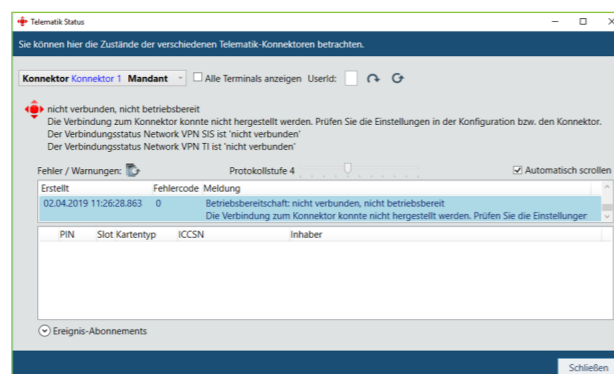 Telematik Status
Sie können hier die Zustände der verschiedenen Telematik-Konnektoren betrachten.
Konnektor Konnektor 1 Mandant Alle Terminals anzeigen UserId:
nicht verbunden, nicht betriebsbereit
Die Verbindung zum Konnektor konnte nicht hergestellt werden. Prüfen Sie die Einstellungen in der Konfiguration bzw. den Konnektor.
Der Verbindungsstatus Network VPN SIS ist 'nicht verbunden'
Der Verbindungsstatus Network VPN TI ist 'nicht verbunden'
Fehler / Warnungen: Protokollstufe 4 Automatisch scrollen
Erstellt Fehlercode Meldung
02.04.2019 11:26:28.863 0 Betriebsbereitschaft: nicht verbunden, nicht betriebsbereit
Die Verbindung zum Konnektor konnte nicht hergestellt werden. Prüfen Sie die Einstellunger
PIN Slot Kartentyp ICCSN Inhaber
Ereignis-Abonnements
Schließen